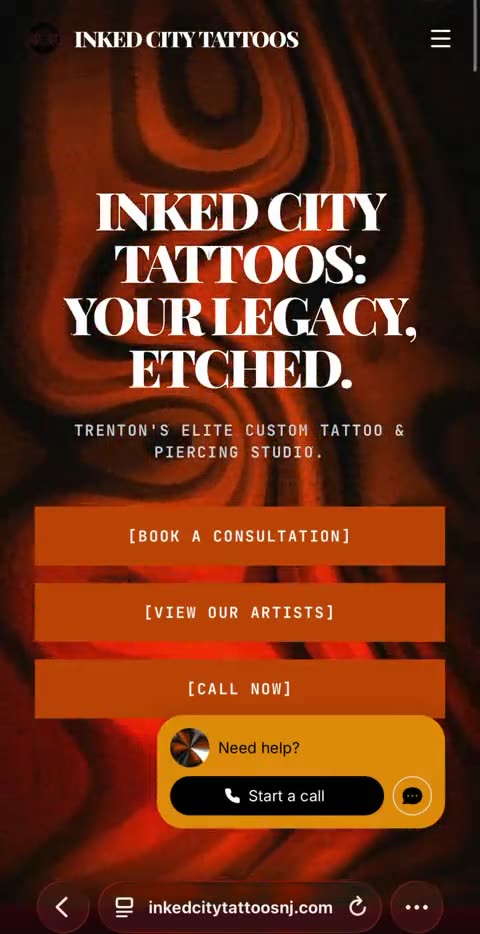 INKED CITY TATTOOS
INKED CITY
TATTOOS:
YOUR LEGACY,
ETCHED.
TRENTON'S ELITE CUSTOM TATTOO &
PIERCING STUDIO.
[BOOK A CONSULTATION]
[VIEW OUR ARTISTS]
[CALL NOW]
Need help?
Start a call
inkedcitytattoosnj.com